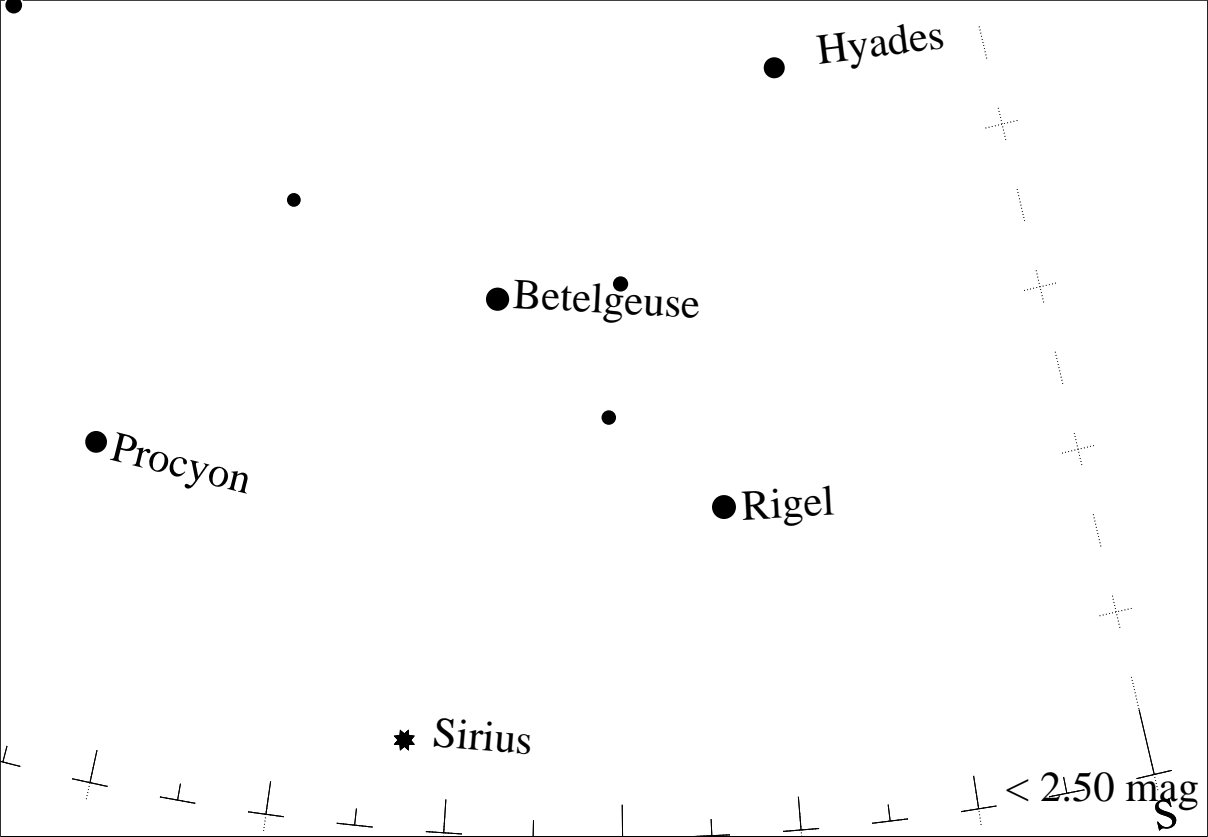 Hyades
Betelgeuse
Procyon
Rigel
Sirius
< 2.50 mag
S